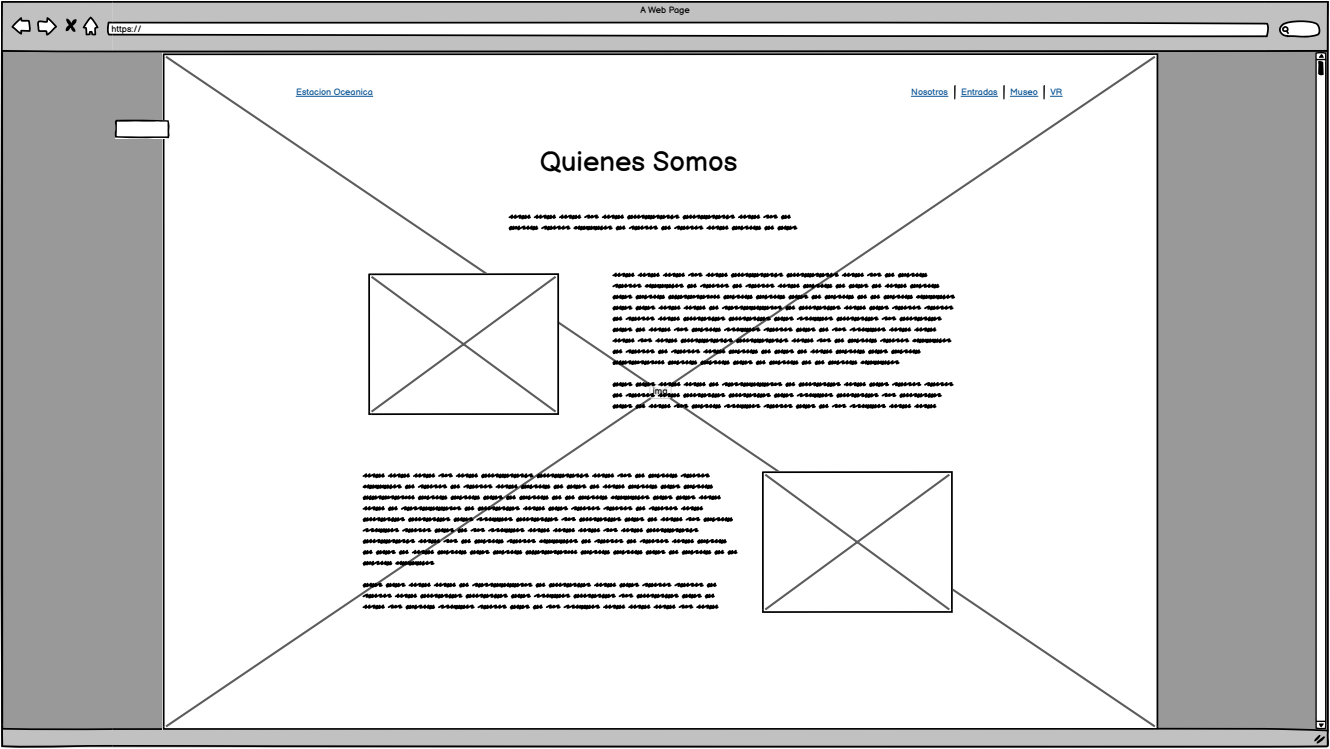 A Web Page
https://
Estacion Oceanica
Nosotros | Entradas | Museo | VR
Quienes Somos
img